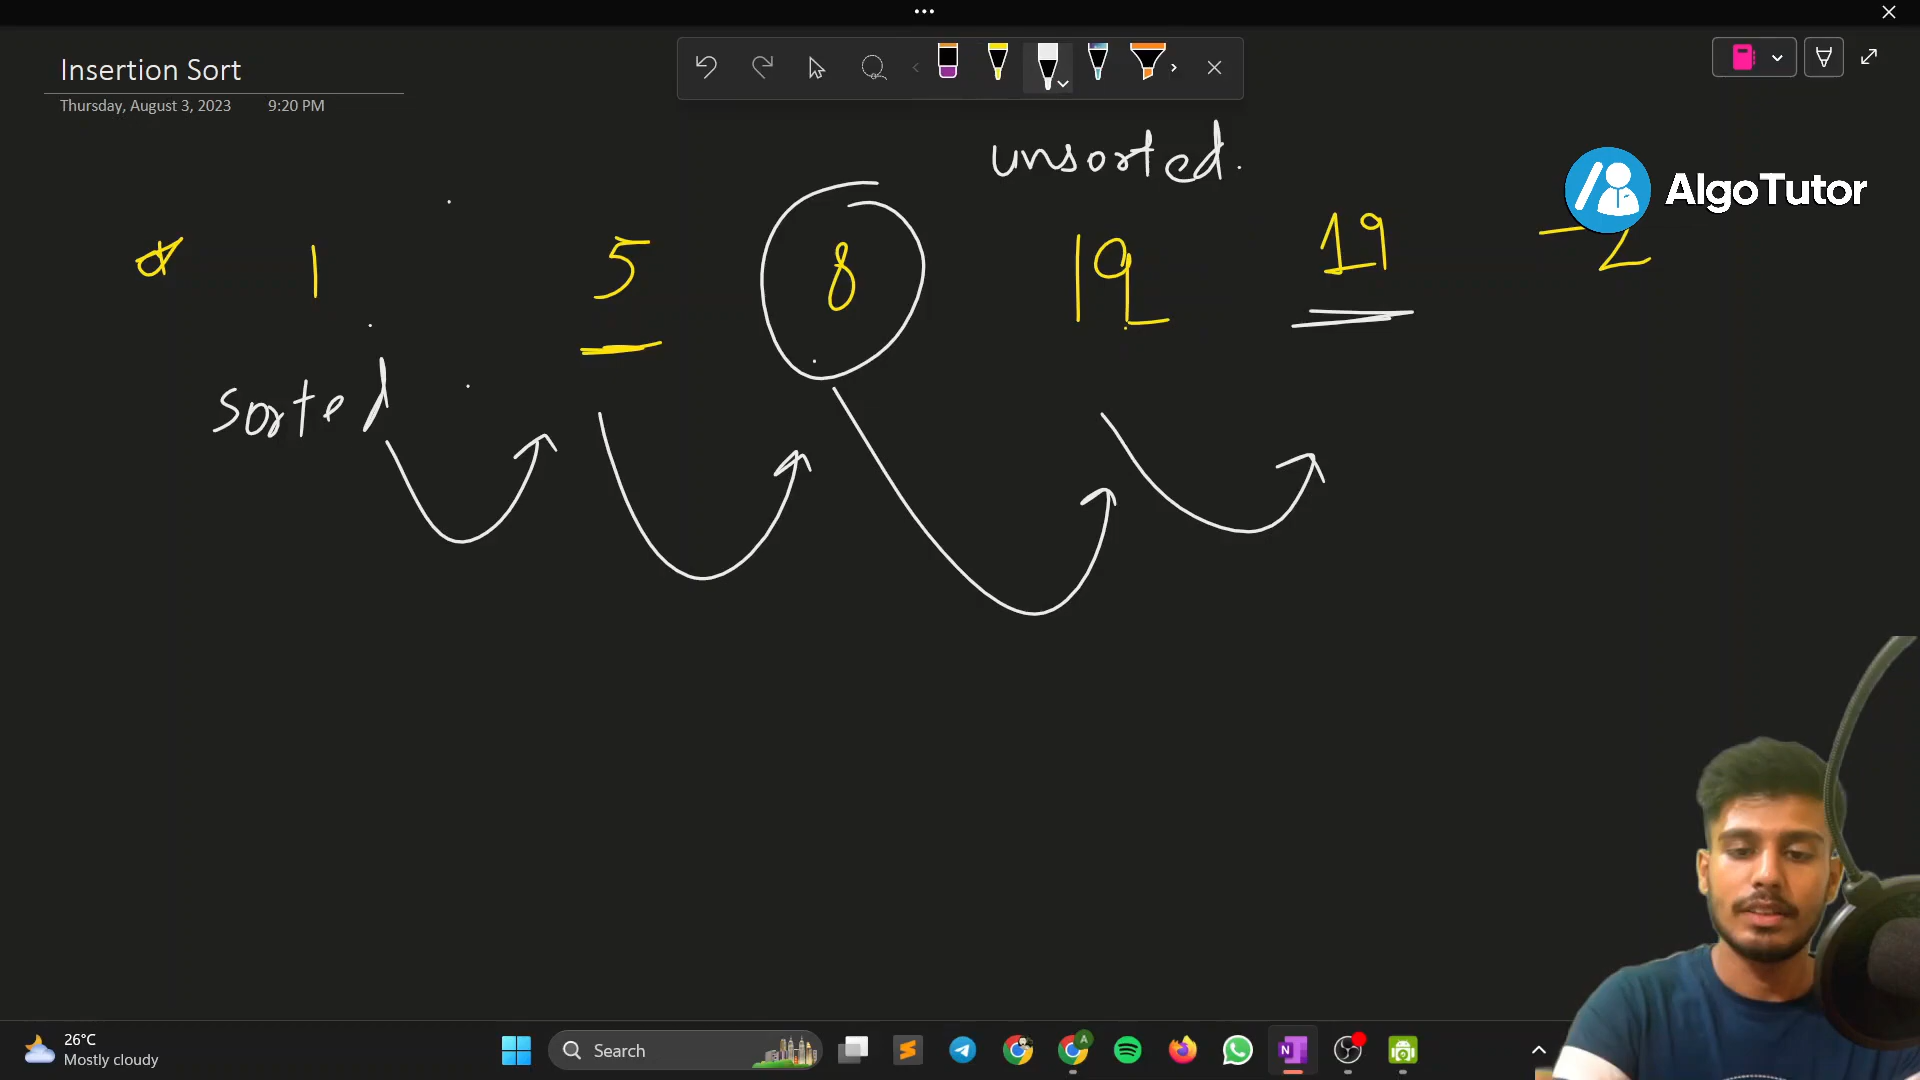 Insertion Sort
Thursday, August 3, 2023 9:20 PM
unsorted.
AlgoTutor
1 5 8 19 19 -2
sorted
26°C
Mostly cloudy
Search
A
N